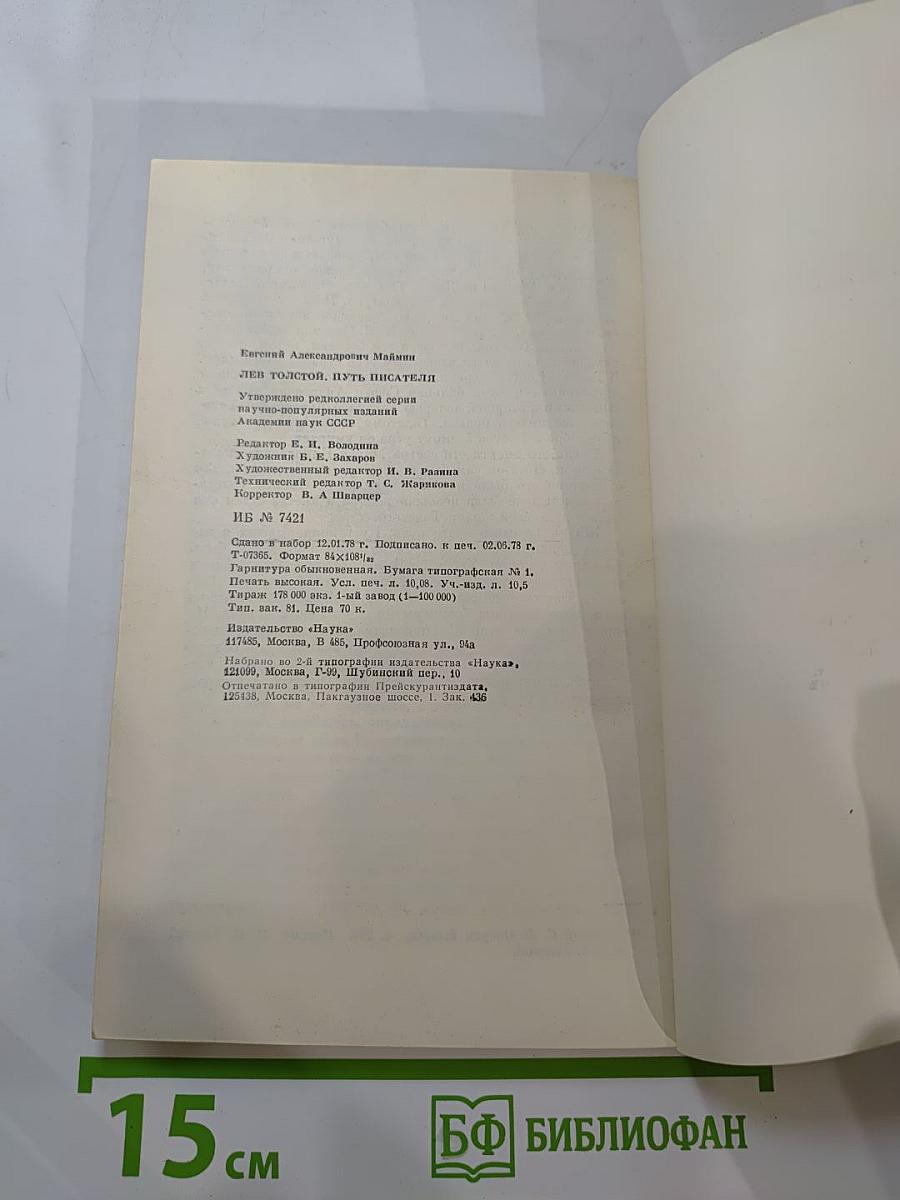 Евгений Александрович Маймин
ЛЕВ ТОЛСТОЙ. ПУТЬ ПИСАТЕЛЯ
Утверждено редколлегией серии
научно-популярных изданий
Академии наук СССР
Редактор Е. И. Володина
Художник Б. Е. Захаров
Художественный редактор И. В. Разина
Технический редактор Т. С. Жарикова
Корректор В. А Шварцер
ИБ № 7421
Сдано в набор 12.01.78 г. Подписано. к печ. 02.06.78 г.
Т-07365. Формат 84×108¹/₃₂
Гарнитура обыкновенная. Бумага типографская № 1.
Печать высокая. Усл. печ. л. 10,08. Уч.-изд. л. 10,5
Тираж 178 000 экз. 1-ый завод (1—100 000)
Тип. зак. 81. Цена 70 к.
Издательство «Наука»
117485, Москва, В 485, Профсоюзная ул., 94а
Набрано во 2-й типографии издательства «Наука»,
121099, Москва, Г-99, Шубинский пер., 10
Отпечатано в типографии Прейскурантиздата,
125438, Москва, Пакгаузное шоссе, 1. Зак. 436
15 см
БФ БИБЛИОФАН